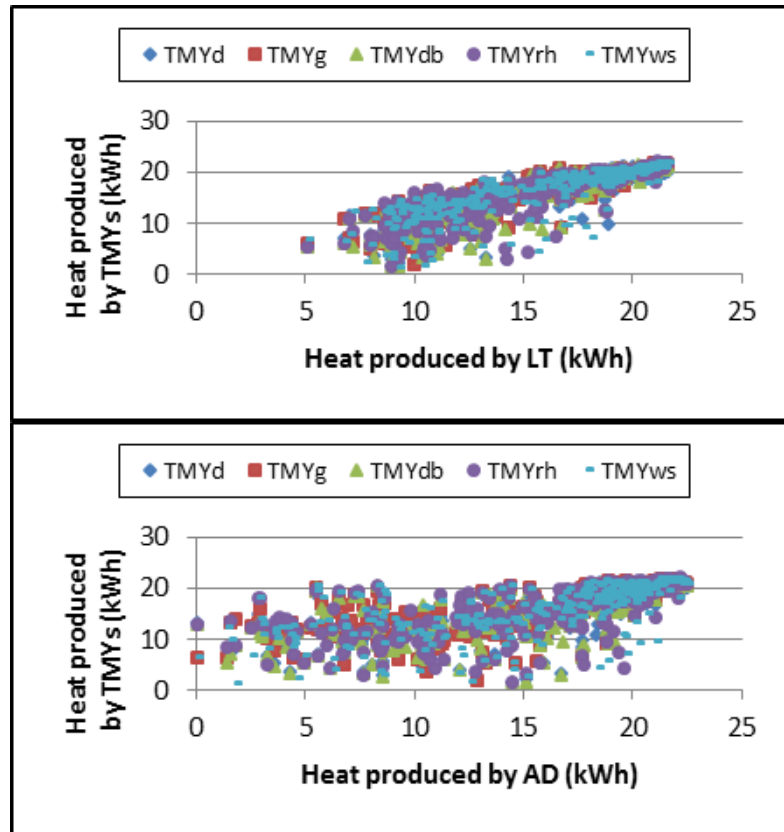 TMYd TMYg TMYdb TMYrh TMYws
30
20
10
0
0 5 10 15 20 25
Heat produced
by TMYs (kWh)
Heat produced by LT (kWh)
TMYd TMYg TMYdb TMYrh TMYws
30
20
10
0
0 5 10 15 20 25
Heat produced
by TMYs (kWh)
Heat produced by AD (kWh)